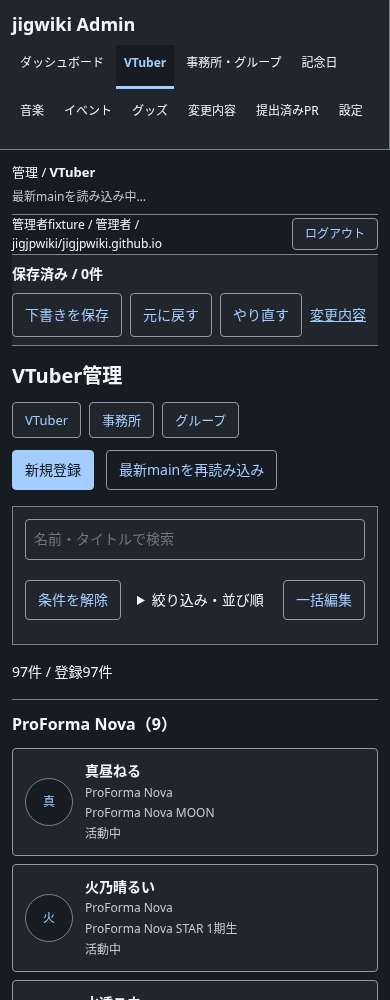 jigwiki Admin
ダッシュボード VTuber 事務所・グループ 記念日
音楽 イベント グッズ 変更内容 提出済みPR 設定
管理 / VTuber
最新mainを読み込み中…
管理者fixture / 管理者 /
jigjpwiki/jigjpwiki.github.io
ログアウト
保存済み / 0件
下書きを保存 元に戻す やり直す 変更内容
VTuber管理
VTuber 事務所 グループ
新規登録 最新mainを再読み込み
名前・タイトルで検索
条件を解除 ▶ 絞り込み・並び順 一括編集
97件 / 登録97件
ProForma Nova（9）
真
真昼ねる
ProForma Nova
ProForma Nova MOON
活動中
火
火乃晴るい
ProForma Nova
ProForma Nova STAR 1期生
活動中